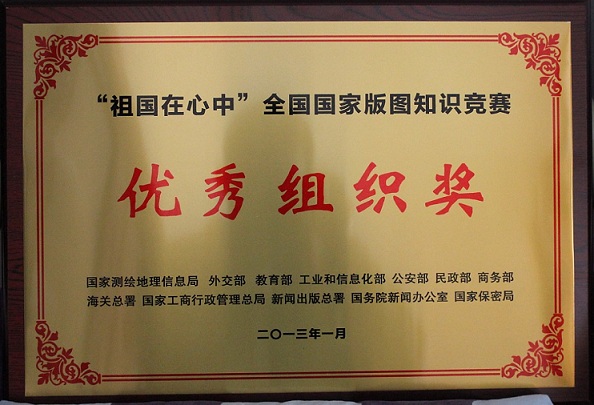 “祖国在心中”全国国家版图知识竞赛
优秀组织奖
国家测绘地理信息局 外交部 教育部 工业和信息化部 公安部 民政部 商务部
海关总署 国家工商行政管理总局 新闻出版总署 国务院新闻办公室 国家保密局
二〇一三年一月